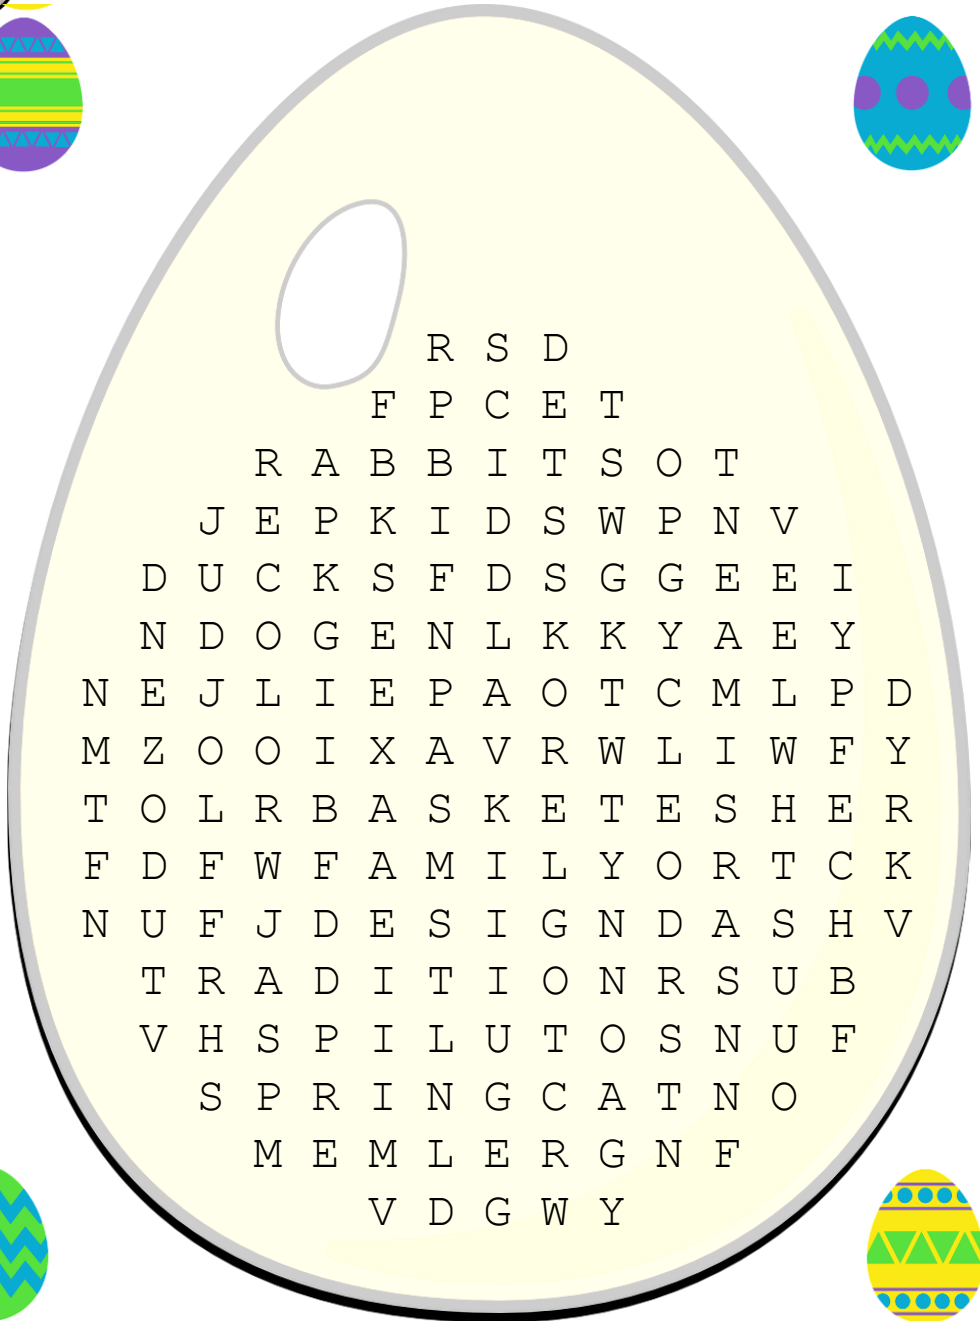 R S D
F P C E T
R A B B I T S O T
J E P K I D S W P N V
D U C K S F D S G G E E I
N D O G E N L K K Y A E Y
N E J L I E P A O T C M L P D
M Z O O I X A V R W L I W F Y
T O L R B A S K E T E S H E R
F D F W F A M I L Y O R T C K
N U F J D E S I G N D A S H V
T R A D I T I O N R S U B
V H S P I L U T O S N U F
S P R I N G C A T N O
M E M L E R G N F
V D G W Y